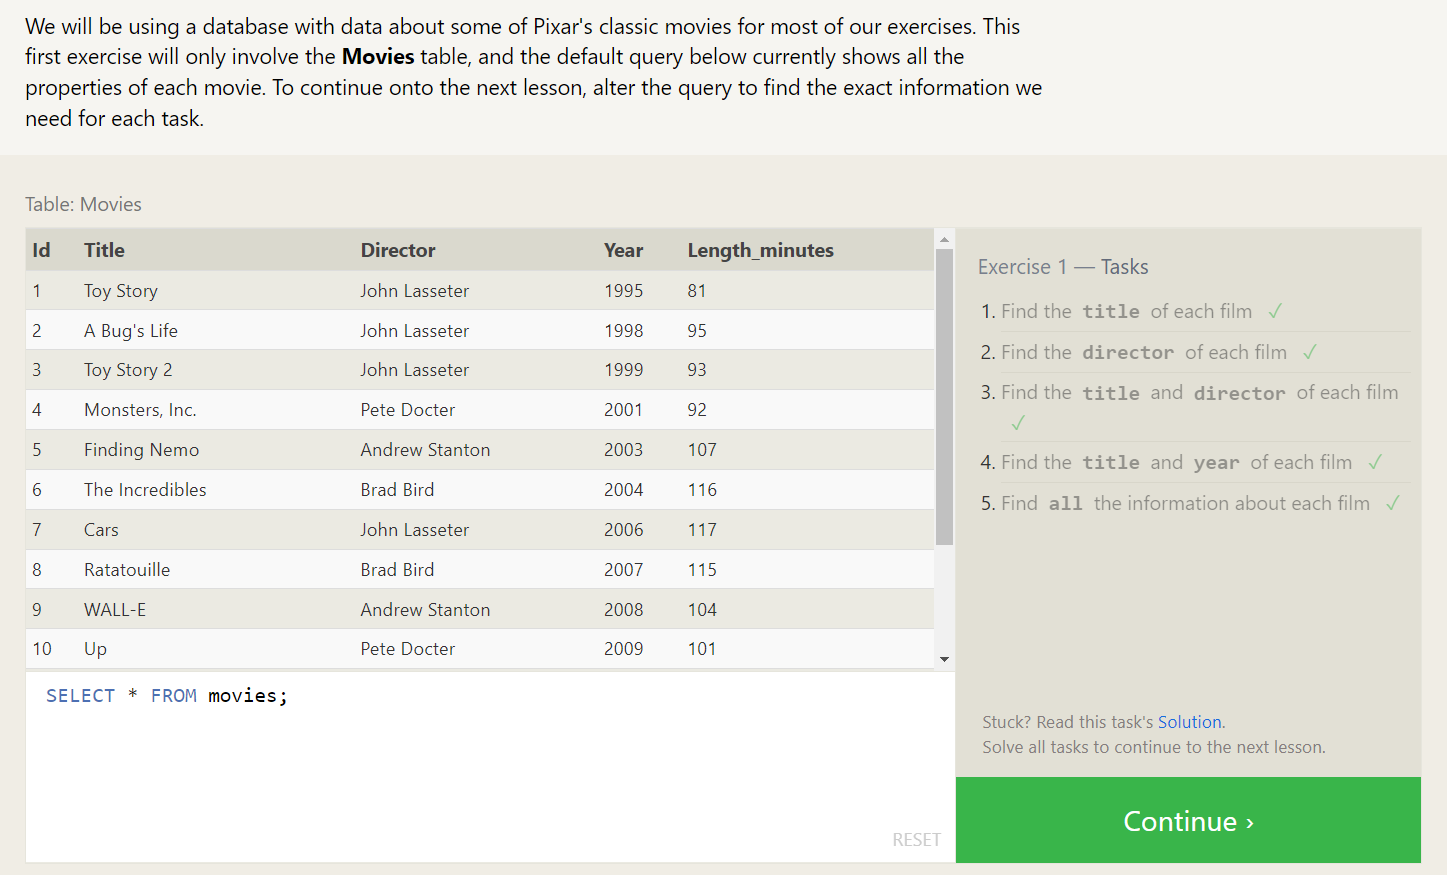 We will be using a database with data about some of Pixar's classic movies for most of our exercises. This
first exercise will only involve the Movies table, and the default query below currently shows all the
properties of each movie. To continue onto the next lesson, alter the query to find the exact information we
need for each task.
Table: Movies
Id Title Director Year Length_minutes
1 Toy Story John Lasseter 1995 81
2 A Bug's Life John Lasseter 1998 95
3 Toy Story 2 John Lasseter 1999 93
4 Monsters, Inc. Pete Docter 2001 92
5 Finding Nemo Andrew Stanton 2003 107
6 The Incredibles Brad Bird 2004 116
7 Cars John Lasseter 2006 117
8 Ratatouille Brad Bird 2007 115
9 WALL-E Andrew Stanton 2008 104
10 Up Pete Docter 2009 101
SELECT * FROM movies;
RESET
Exercise 1 — Tasks
1. Find the title of each film ✓
2. Find the director of each film ✓
3. Find the title and director of each film
✓
4. Find the title and year of each film ✓
5. Find all the information about each film ✓
Stuck? Read this task's Solution.
Solve all tasks to continue to the next lesson.
Continue ›